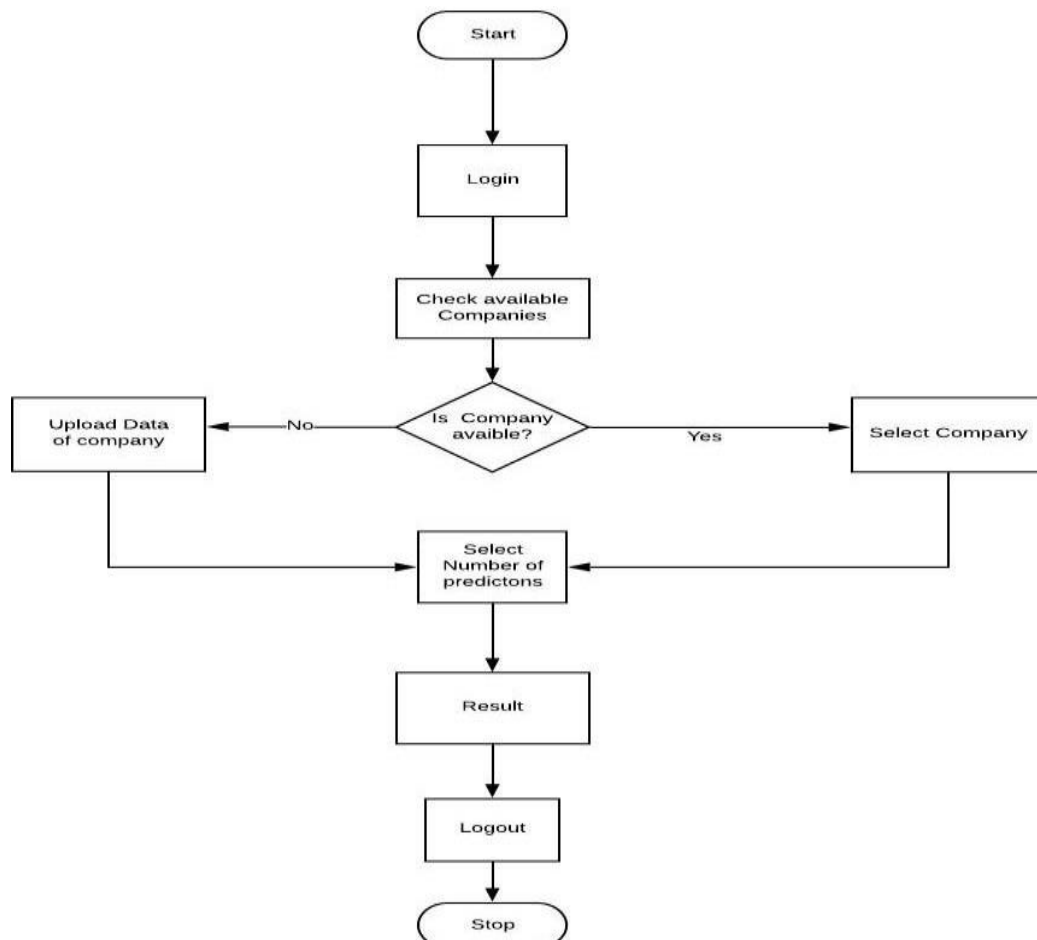 Start
Login
Check available
Companies
Is Company
avaible?
No
Yes
Upload Data
of company
Select Company
Select
Number of
predictons
Result
Logout
Stop